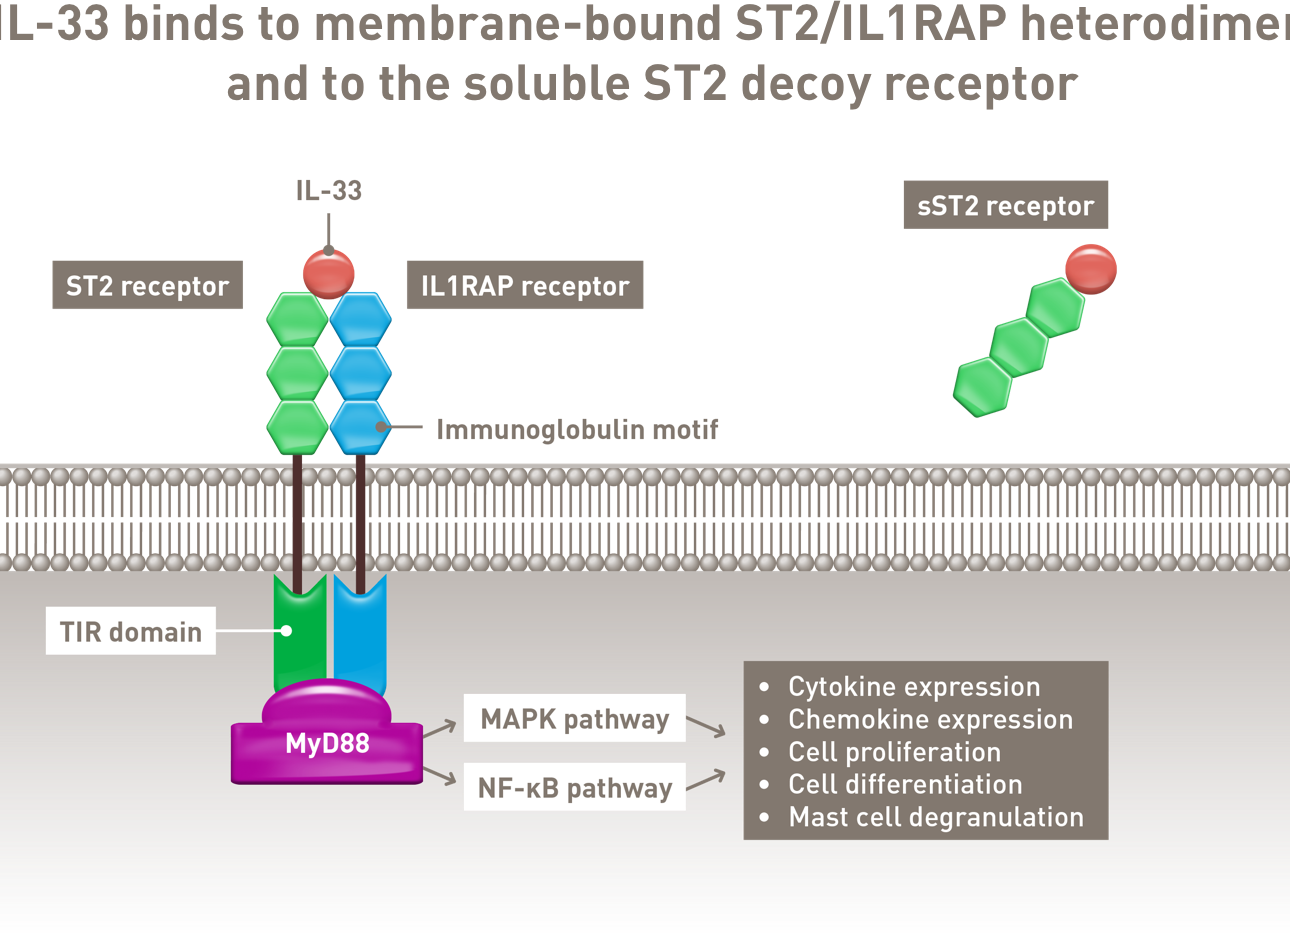 IL-33 binds to membrane-bound ST2/IL1RAP heterodimer
and to the soluble ST2 decoy receptor
IL-33
sST2 receptor
ST2 receptor
IL1RAP receptor
Immunoglobulin motif
TIR domain
MyD88
MAPK pathway
NF-κB pathway
• Cytokine expression
• Chemokine expression
• Cell proliferation
• Cell differentiation
• Mast cell degranulation